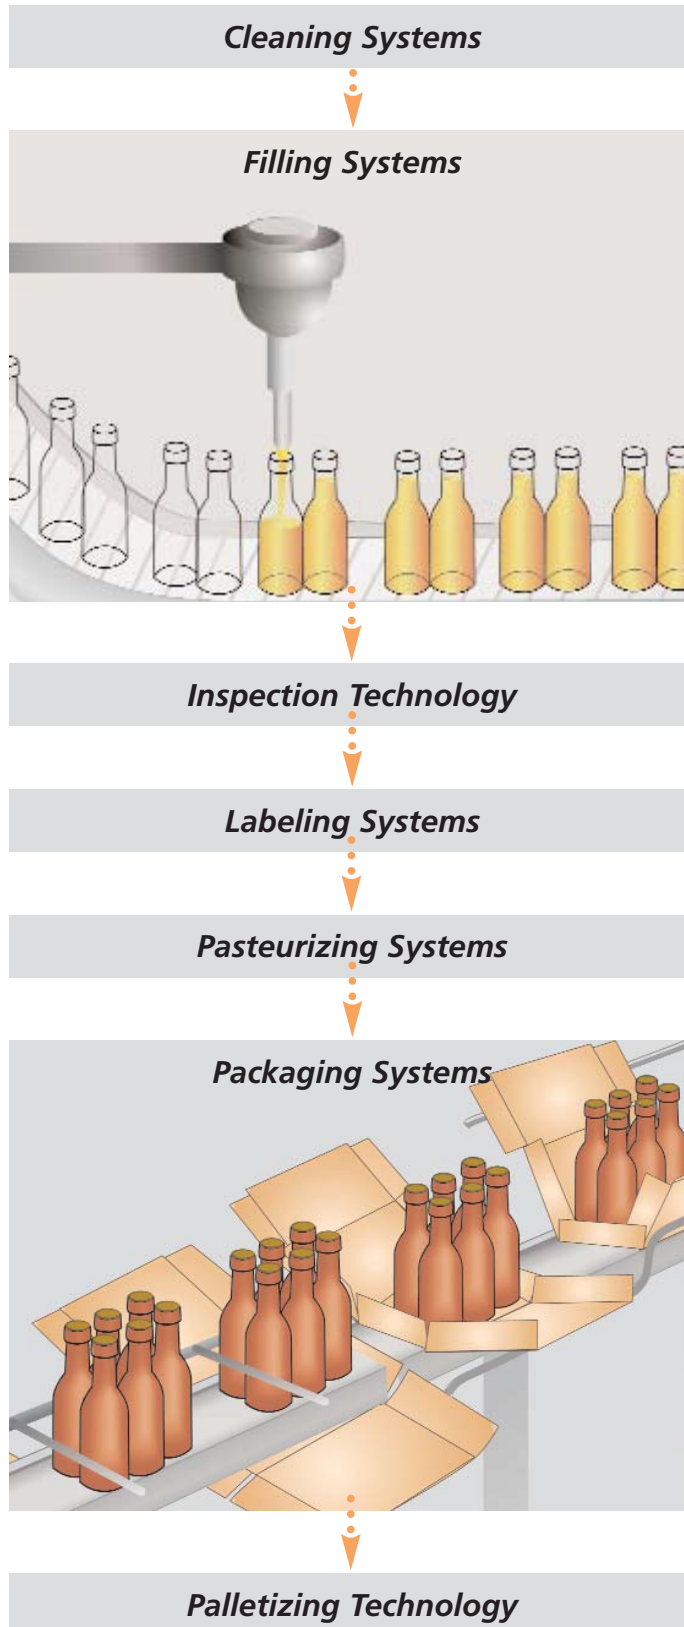 Cleaning Systems
Filling Systems
Inspection Technology
Labeling Systems
Pasteurizing Systems
Packaging Systems
Palletizing Technology